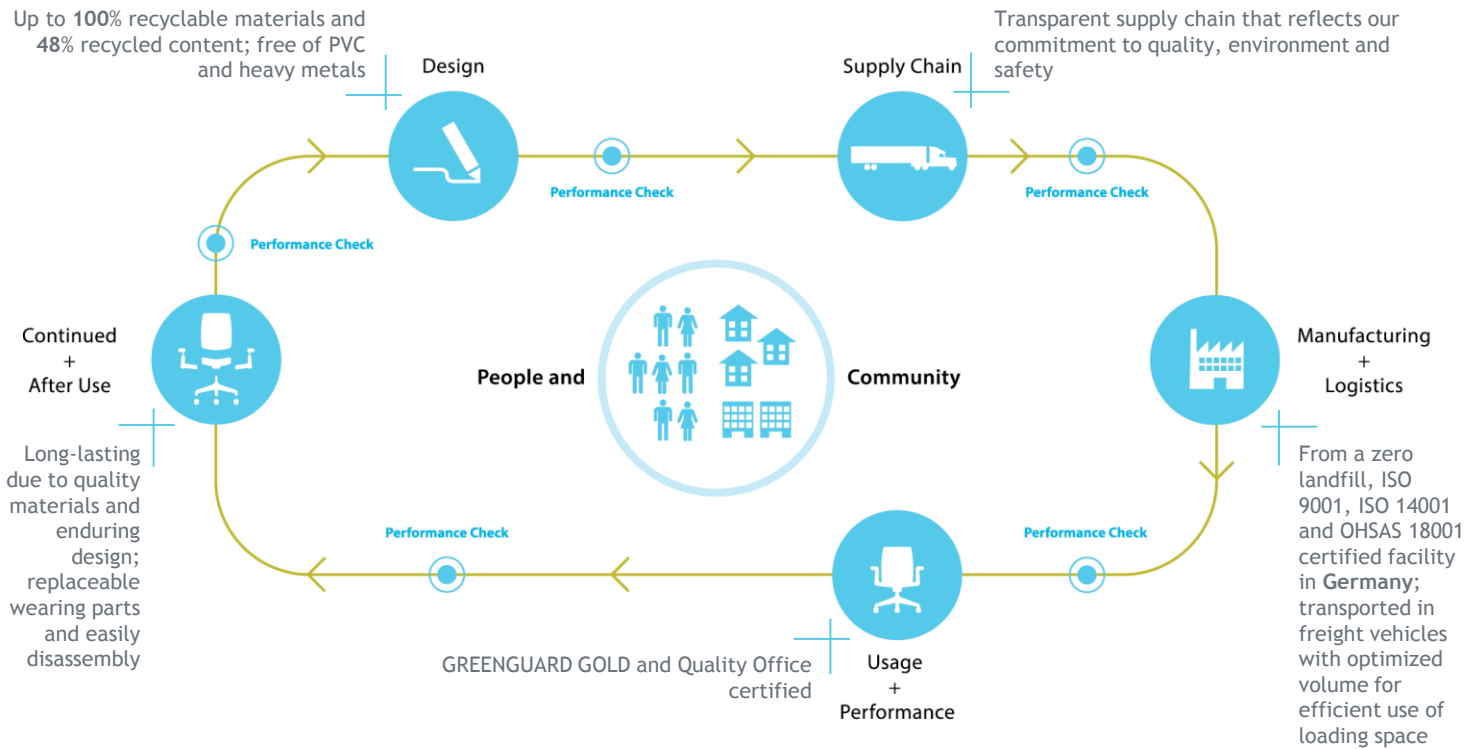 Up to 100% recyclable materials and
48% recycled content; free of PVC
and heavy metals
Design
Supply Chain
Transparent supply chain that reflects our
commitment to quality, environment and
safety
Performance Check
Performance Check
Performance Check
Continued
+
After Use
People and
Community
Manufacturing
+
Logistics
Long-lasting
due to quality
materials and
enduring
design;
replaceable
wearing parts
and easily
disassembly
From a zero
landfill, ISO
9001, ISO 14001
and OHSAS 18001
certified facility
in Germany;
transported in
freight vehicles
with optimized
volume for
efficient use of
loading space
Performance Check
Performance Check
GREENGUARD GOLD and Quality Office
certified
Usage
+
Performance